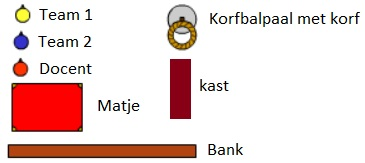 Team 1
Team 2
Docent
Matje
Korfbalpaal met korf
kast
Bank